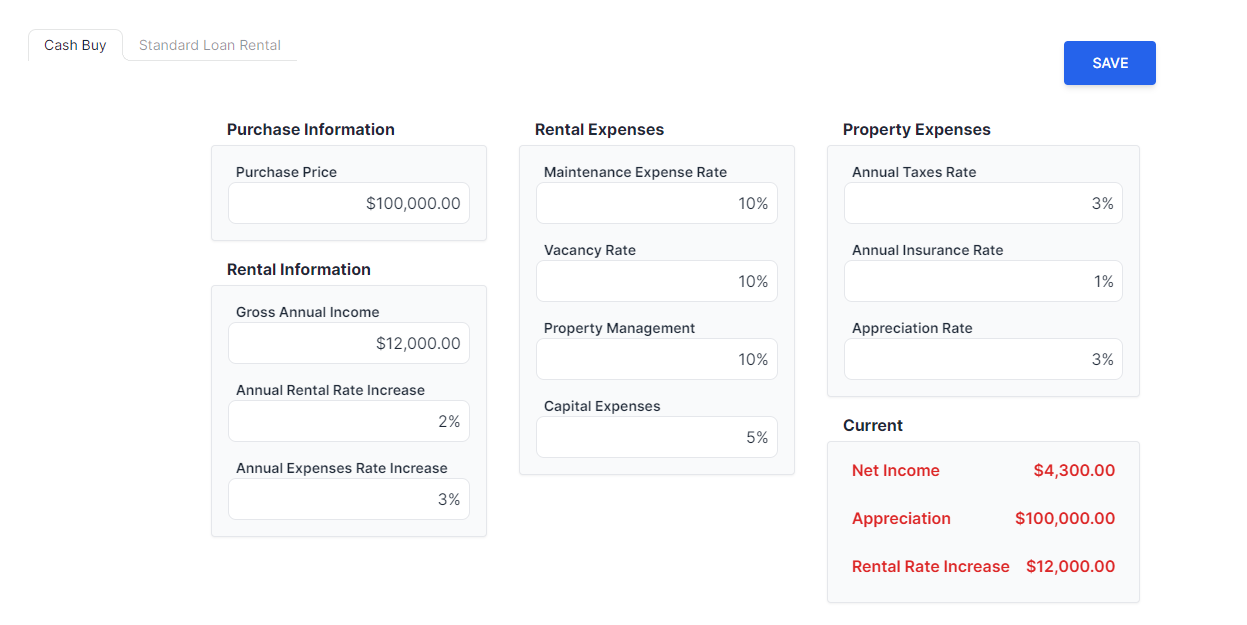 Cash Buy
Standard Loan Rental
SAVE
Purchase Information
Purchase Price
$100,000.00
Rental Information
Gross Annual Income
$12,000.00
Annual Rental Rate Increase
2%
Annual Expenses Rate Increase
3%
Rental Expenses
Maintenance Expense Rate
10%
Vacancy Rate
10%
Property Management
10%
Capital Expenses
5%
Property Expenses
Annual Taxes Rate
3%
Annual Insurance Rate
1%
Appreciation Rate
3%
Current
Net Income $4,300.00
Appreciation $100,000.00
Rental Rate Increase $12,000.00